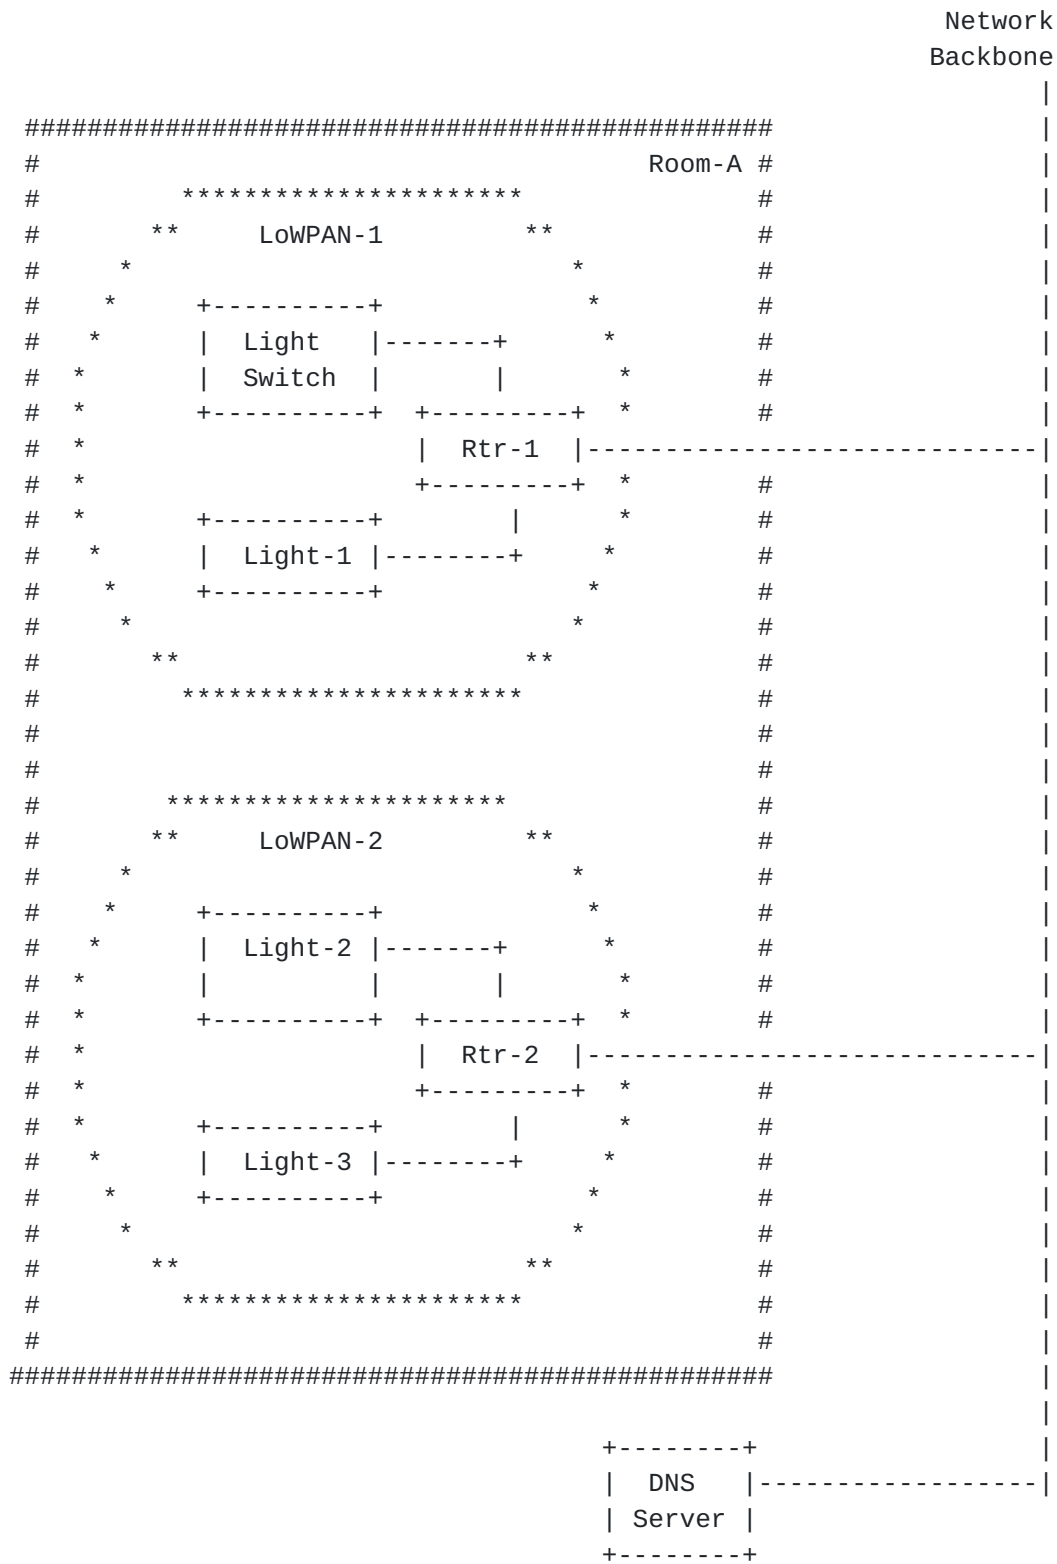 Network
Backbone
Room-A
LoWPAN-1
Light
Switch
Rtr-1
Light-1
LoWPAN-2
Light-2
Rtr-2
Light-3
DNS
Server